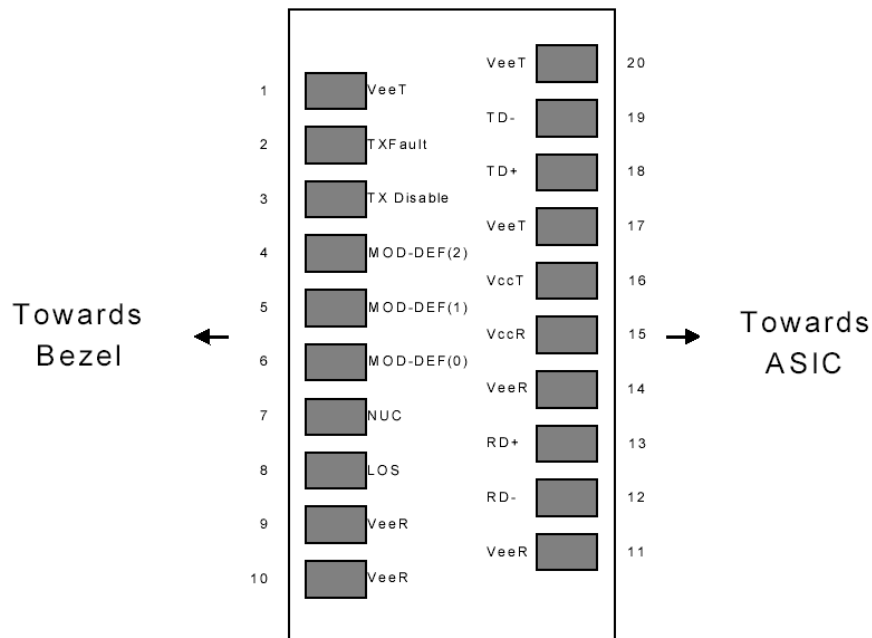 Towards
Bezel
1 VeeT
2 TXFault
3 TX Disable
4 MOD-DEF(2)
5 MOD-DEF(1)
6 MOD-DEF(0)
7 NUC
8 LOS
9 VeeR
10 VeeR
VeeT 20
TD- 19
TD+ 18
VeeT 17
VccT 16
VccR 15
VeeR 14
RD+ 13
RD- 12
VeeR 11
Towards
ASIC